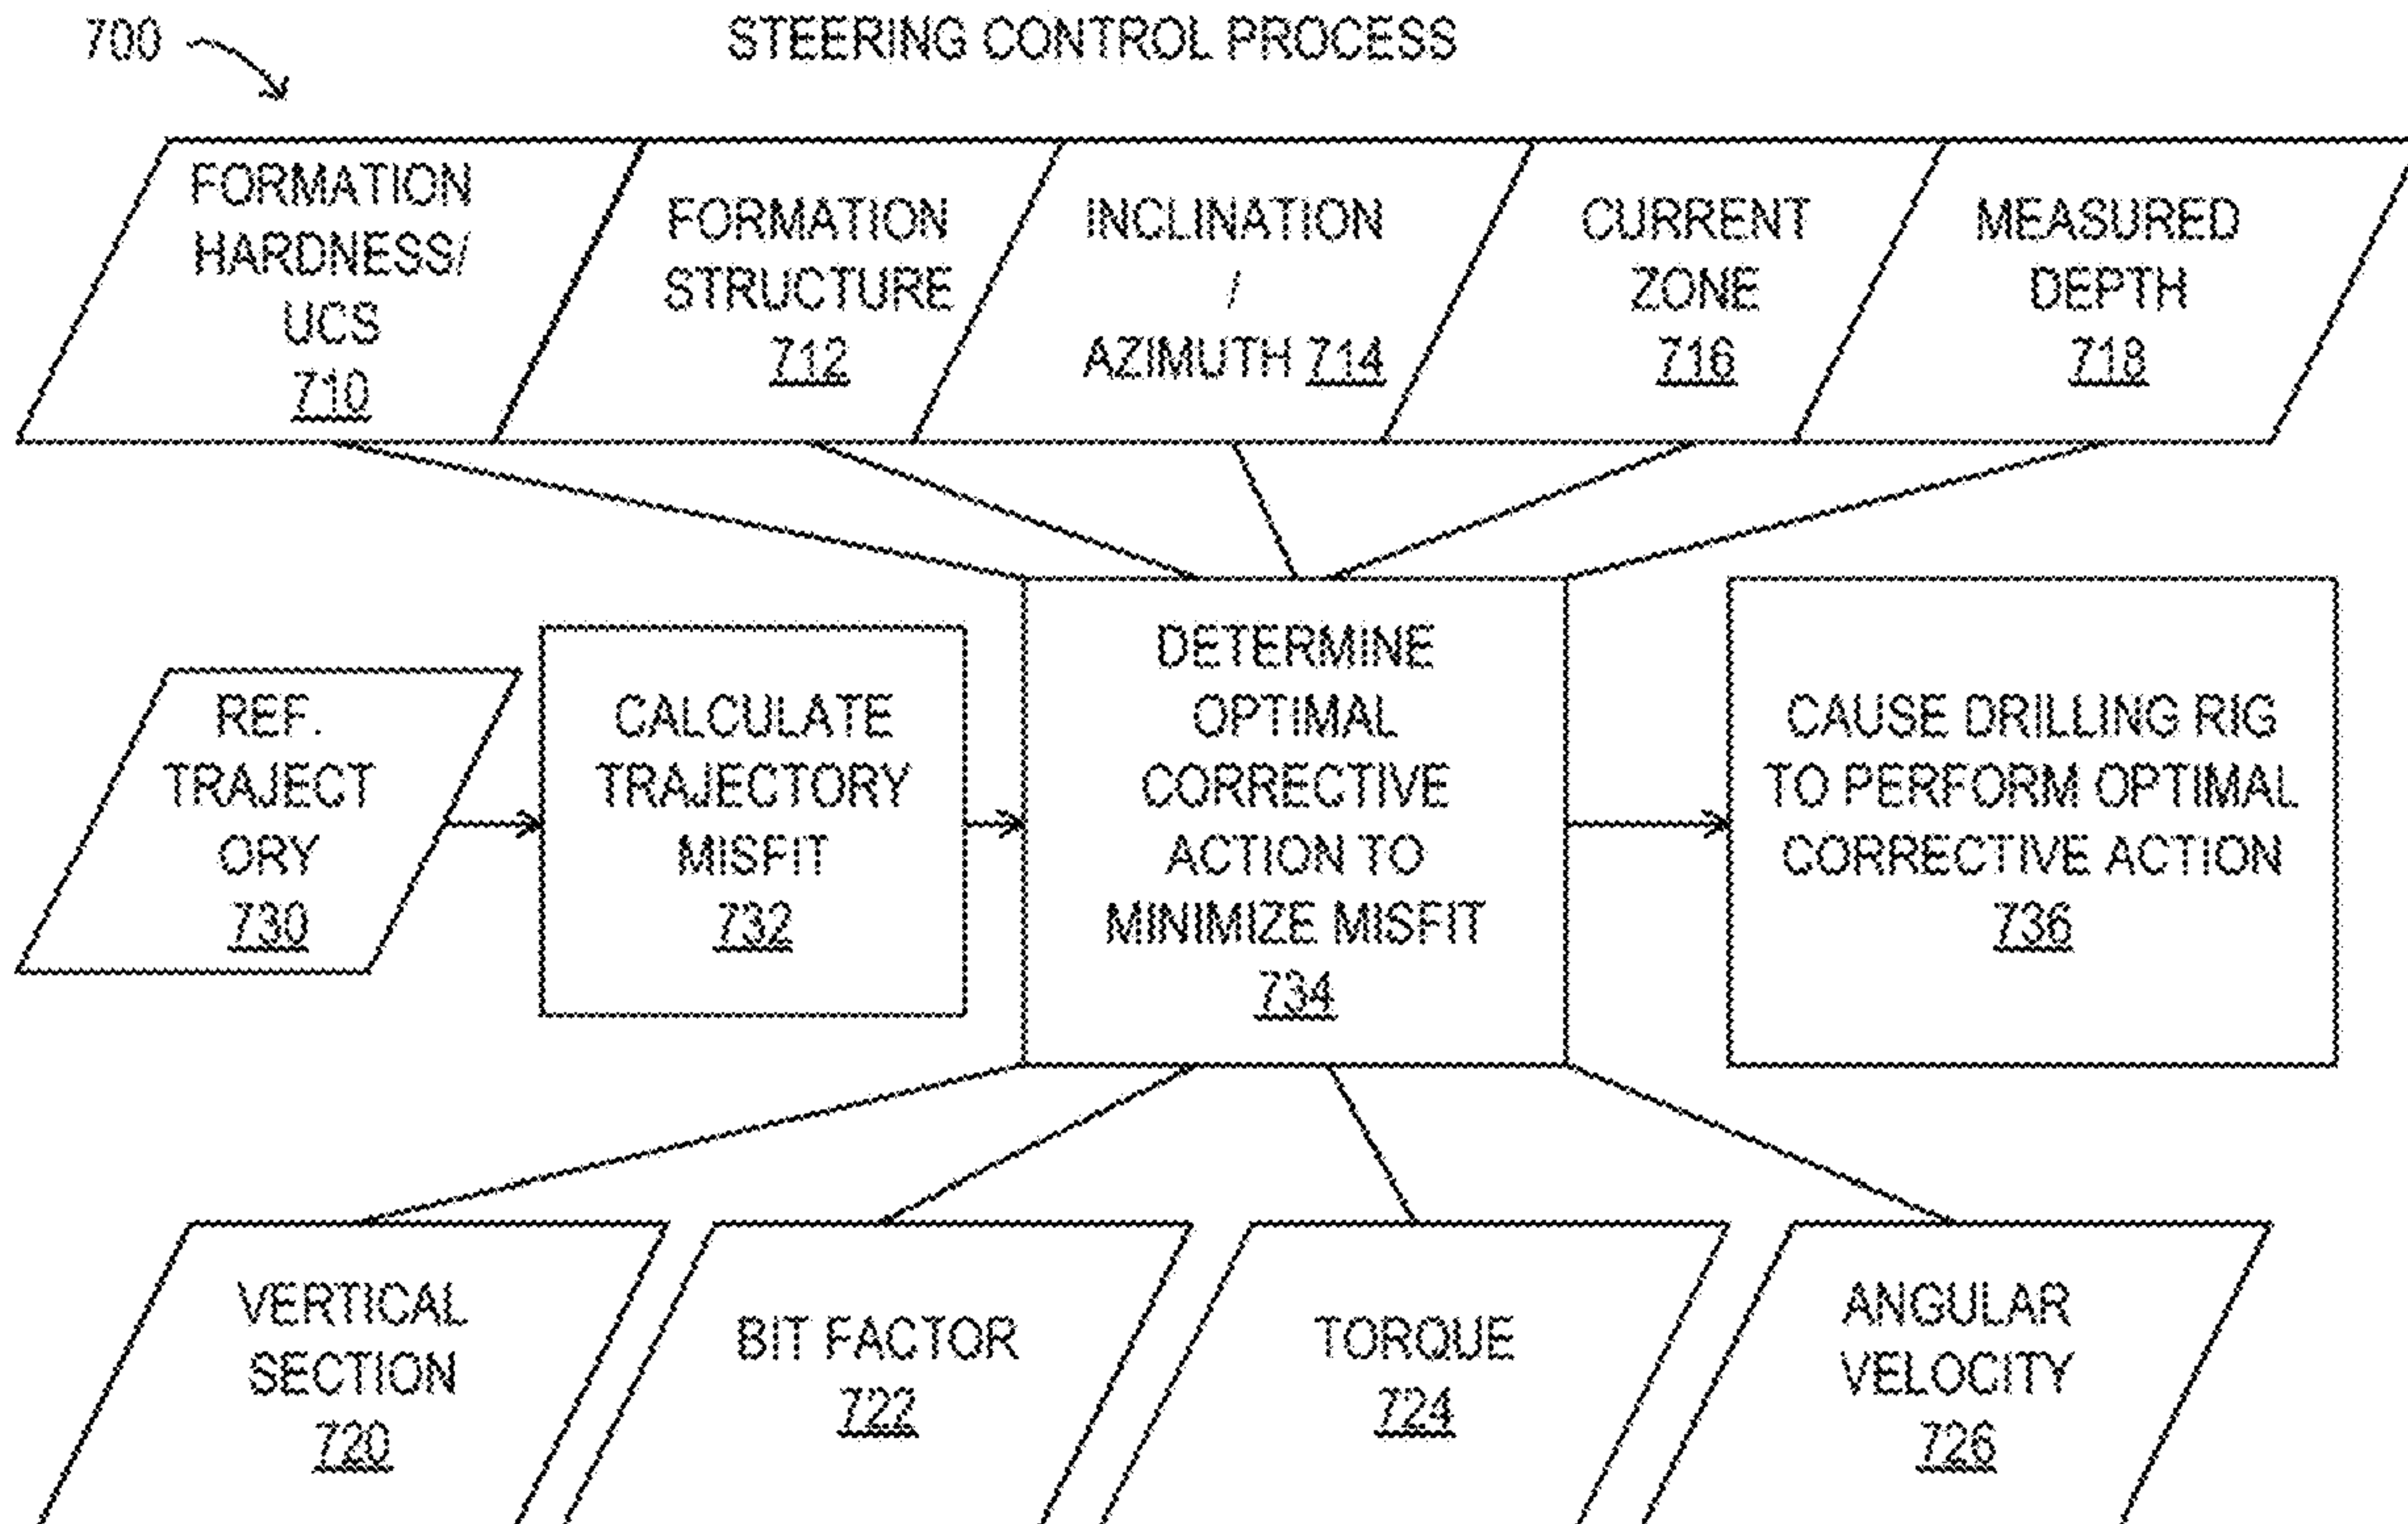 700
STEERING CONTROL PROCESS
FORMATION
HARDNESS/
UCS
710
FORMATION
STRUCTURE
712
INCLINATION
/
AZIMUTH 714
CURRENT
ZONE
716
MEASURED
DEPTH
718
REF.
TRAJECT
ORY
730
CALCULATE
TRAJECTORY
MISFIT
732
DETERMINE
OPTIMAL
CORRECTIVE
ACTION TO
MINIMIZE MISFIT
734
CAUSE DRILLING RIG
TO PERFORM OPTIMAL
CORRECTIVE ACTION
736
VERTICAL
SECTION
720
BIT FACTOR
722
TORQUE
724
ANGULAR
VELOCITY
726